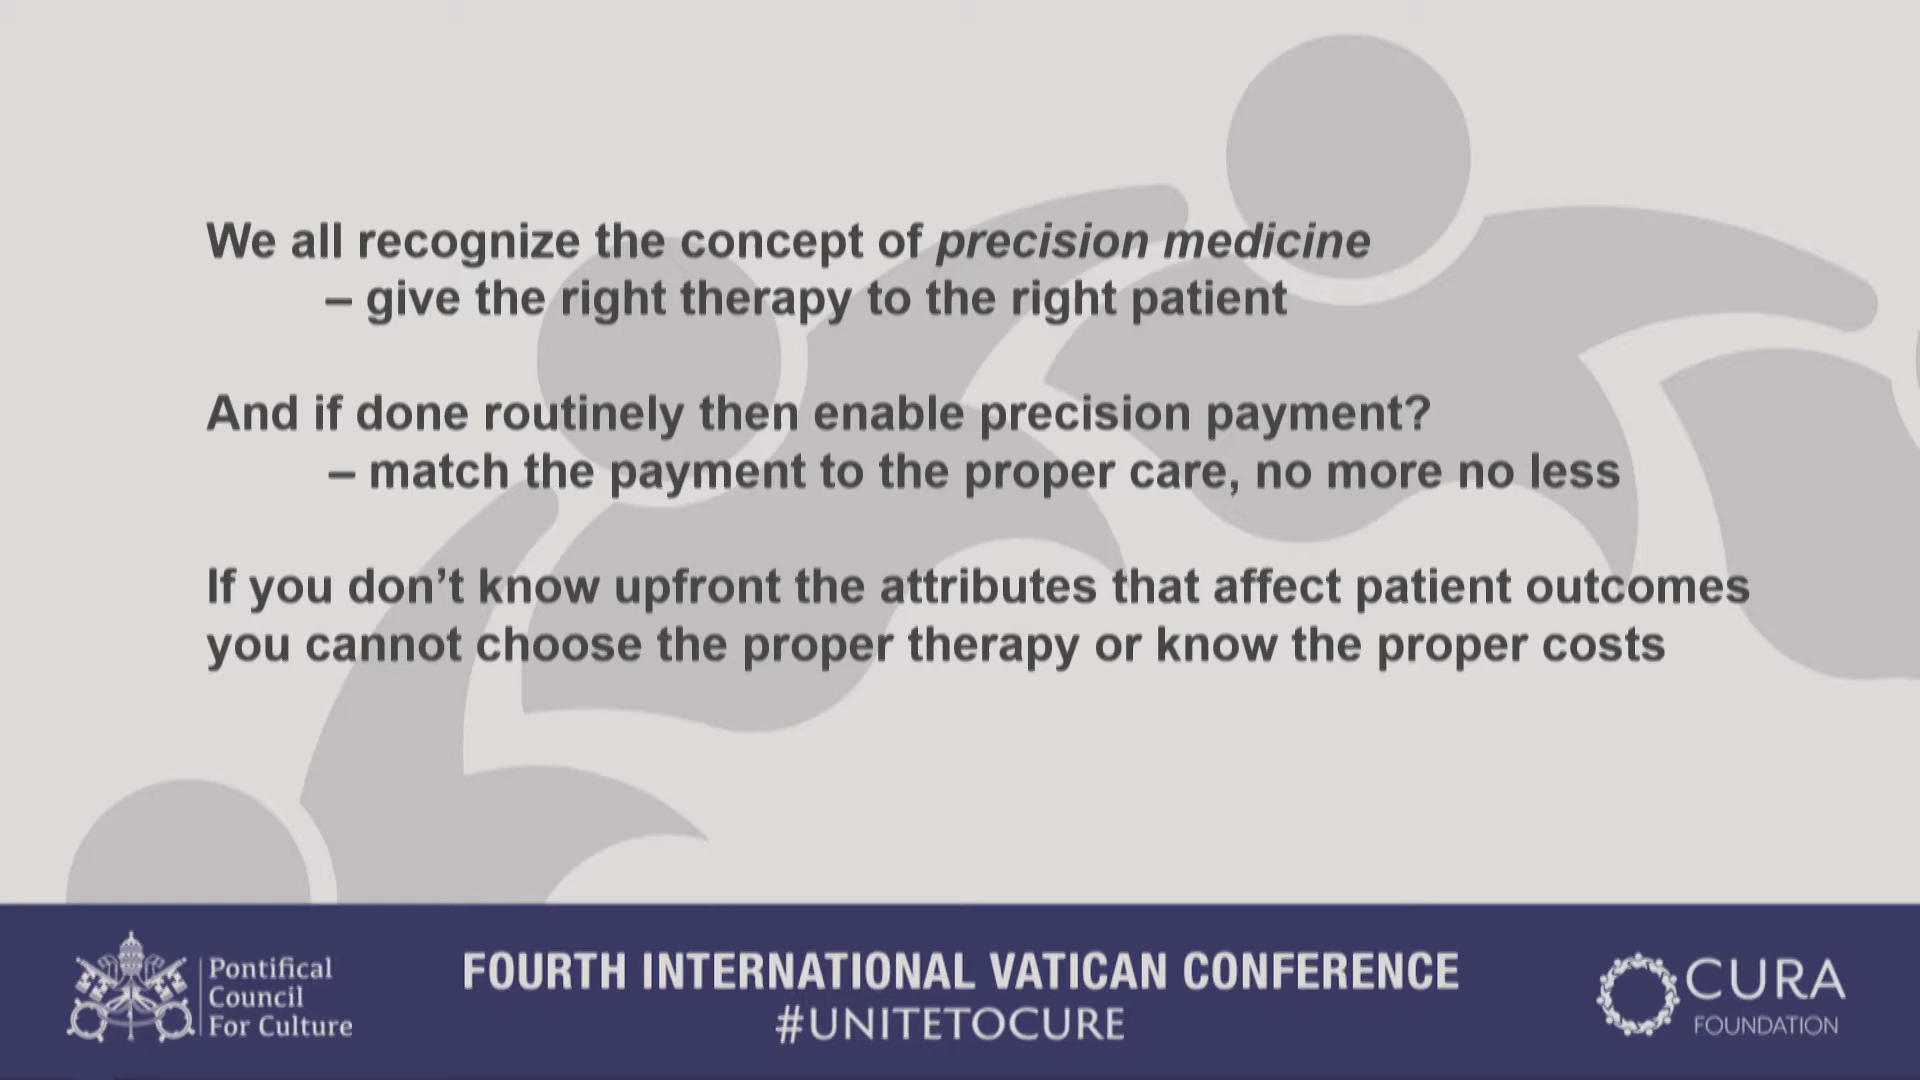 We all recognize the concept of precision medicine
– give the right therapy to the right patient
And if done routinely then enable precision payment?
– match the payment to the proper care, no more no less
If you don’t know upfront the attributes that affect patient outcomes
you cannot choose the proper therapy or know the proper costs
Pontifical
Council
For Culture
FOURTH INTERNATIONAL VATICAN CONFERENCE
#UNITETOCURE
CURA
FOUNDATION